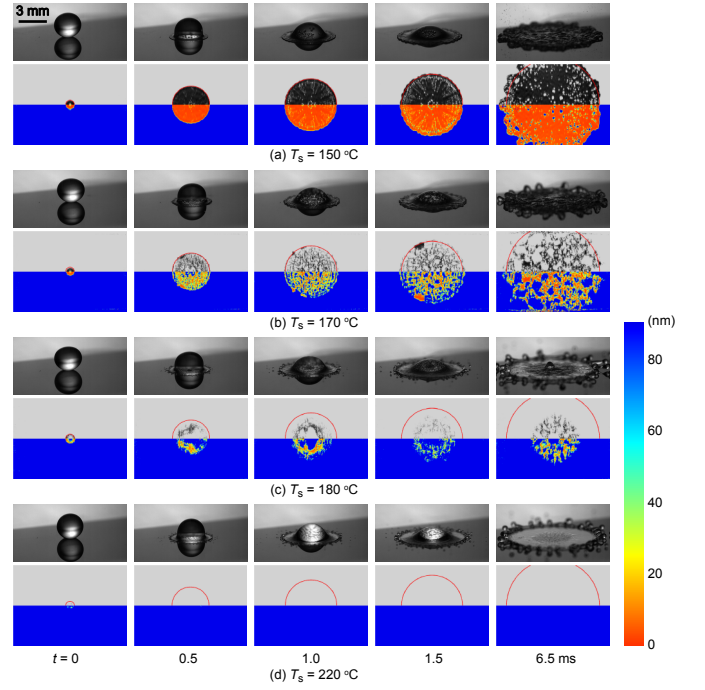 3 mm
(a) Ts = 150 °C
(b) Ts = 170 °C
(nm)
80
60
40
20
0
(c) Ts = 180 °C
t = 0 0.5 1.0 1.5 6.5 ms
(d) Ts = 220 °C